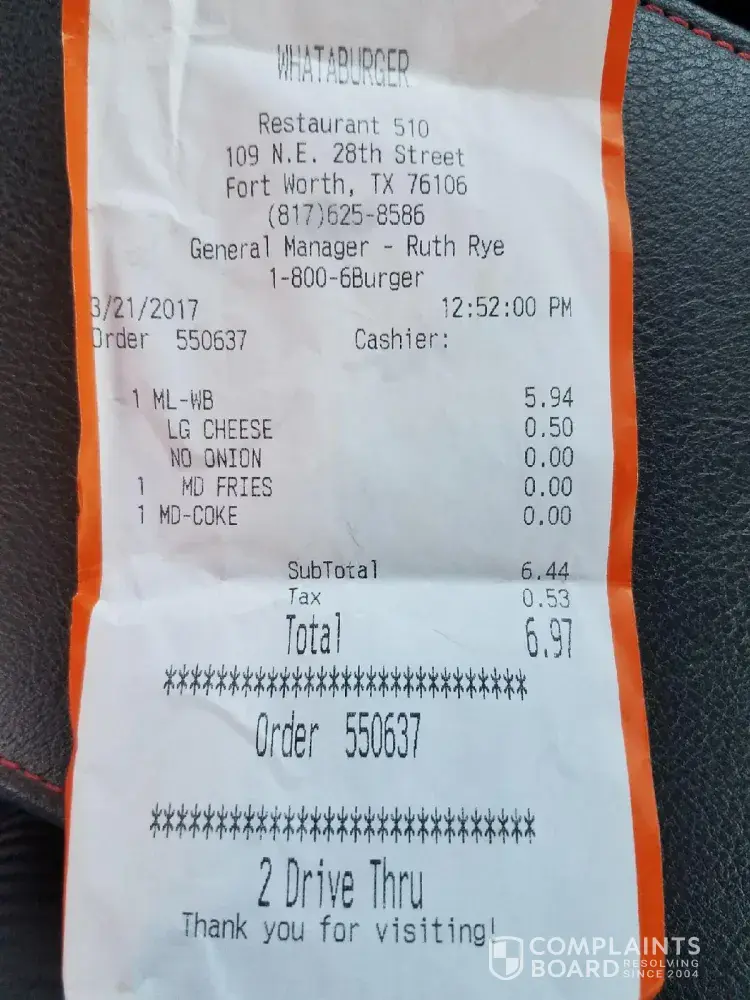 WHATABURGER
Restaurant 510
109 N.E. 28th Street
Fort Worth, TX 76106
(817)625-8586
General Manager - Ruth Rye
1-800-6Burger
3/21/2017 12:52:00 PM
Order 550637 Cashier:
1 ML-WB 5.94
LG CHEESE 0.50
NO ONION 0.00
1 MD FRIES 0.00
1 MD-COKE 0.00
SubTotal 6.44
Tax 0.53
Total 6.97
****************************
Order 550637
******************************
2 Drive Thru
Thank you for visiting!
COMPLAINTS
BOARD RESOLVING
SINCE 2004